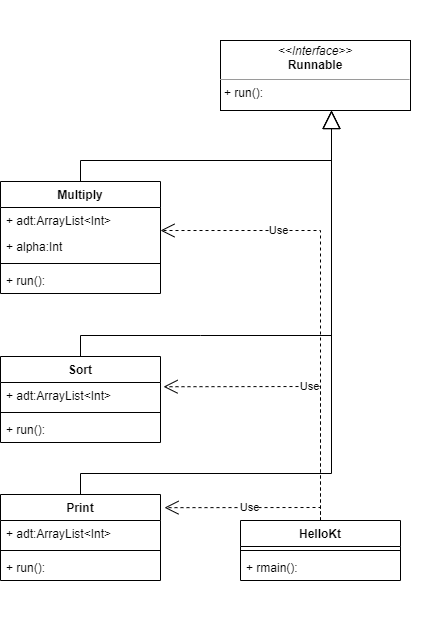 <<Interface>>
Runnable
+ run():
Multiply
+ adt:ArrayList<Int>
+ alpha:Int
+ run():
Use
Sort
+ adt:ArrayList<Int>
+ run():
Use
Print
+ adt:ArrayList<Int>
+ run():
Use
HelloKt
+ rmain():